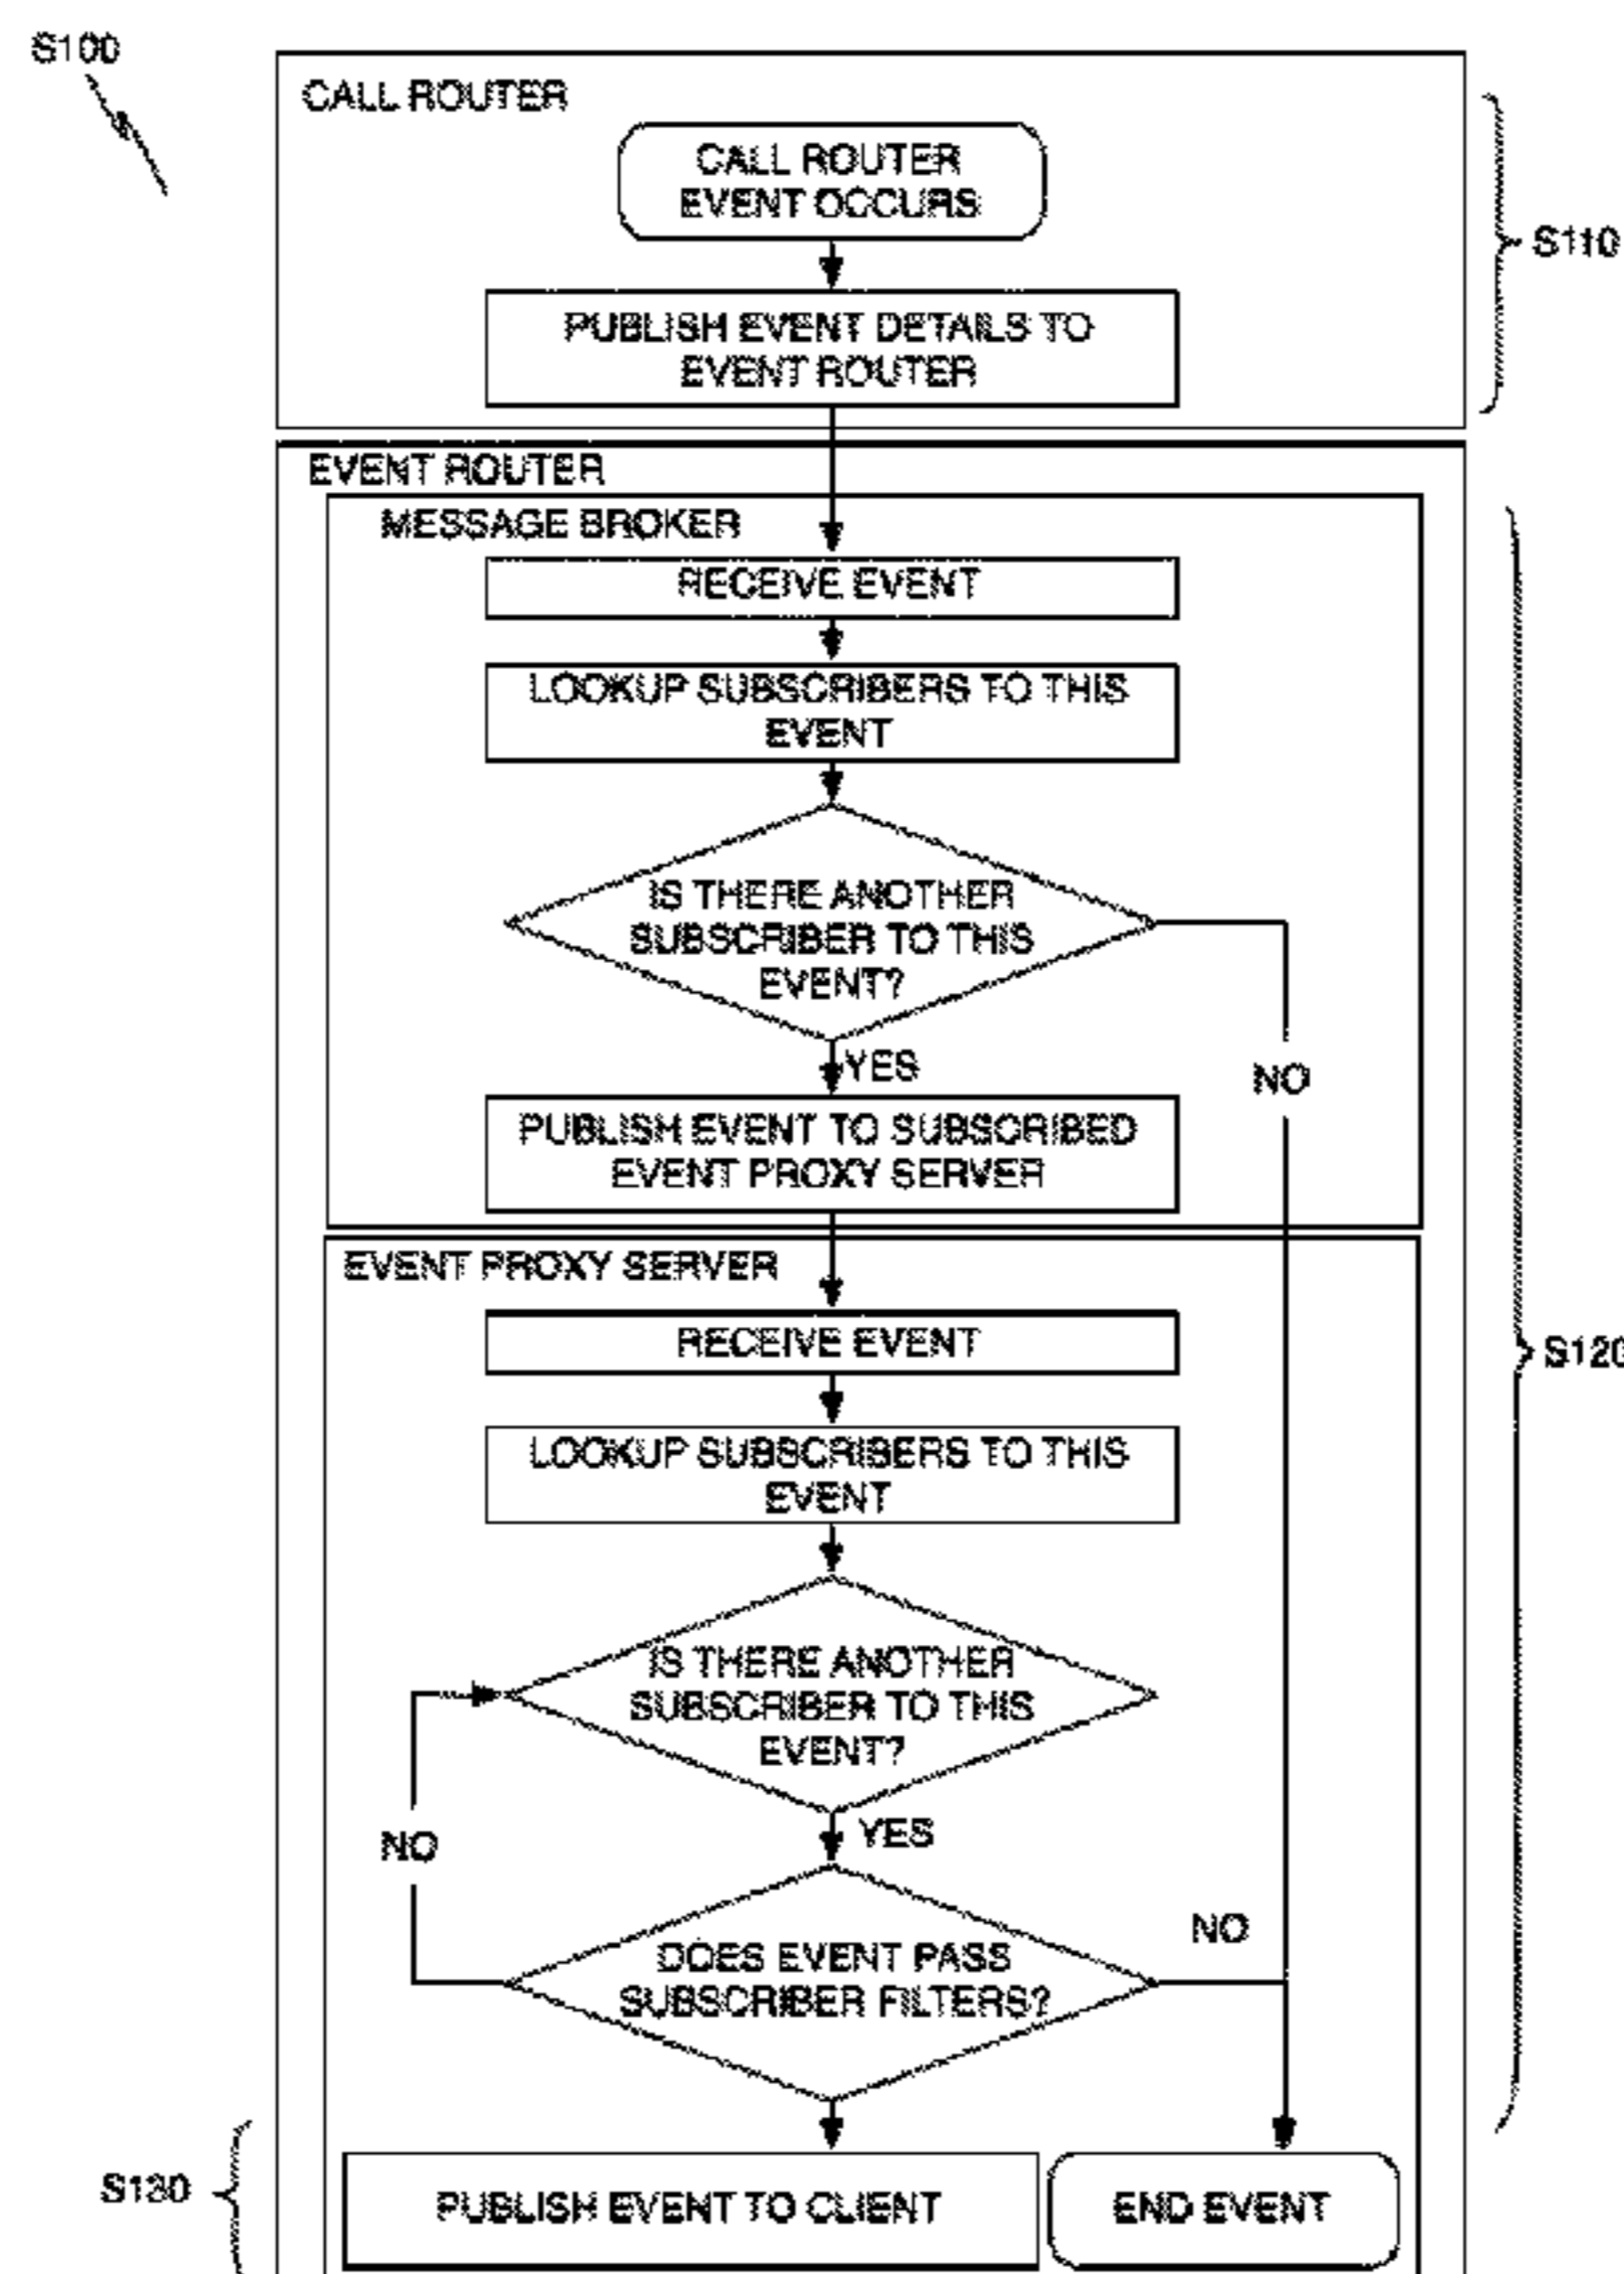 S100
CALL ROUTER
CALL ROUTER
EVENT OCCURS
S110
PUBLISH EVENT DETAILS TO
EVENT ROUTER
EVENT ROUTER
MESSAGE BROKER
RECEIVE EVENT
LOOKUP SUBSCRIBERS TO THIS
EVENT
IS THERE ANOTHER
SUBSCRIBER TO THIS
EVENT?
YES
NO
PUBLISH EVENT TO SUBSCRIBED
EVENT PROXY SERVER
EVENT PROXY SERVER
RECEIVE EVENT
S120
LOOKUP SUBSCRIBERS TO THIS
EVENT
IS THERE ANOTHER
SUBSCRIBER TO THIS
EVENT?
YES
NO
NO
DOES EVENT PASS
SUBSCRIBER FILTERS?
S130
PUBLISH EVENT TO CLIENT
END EVENT